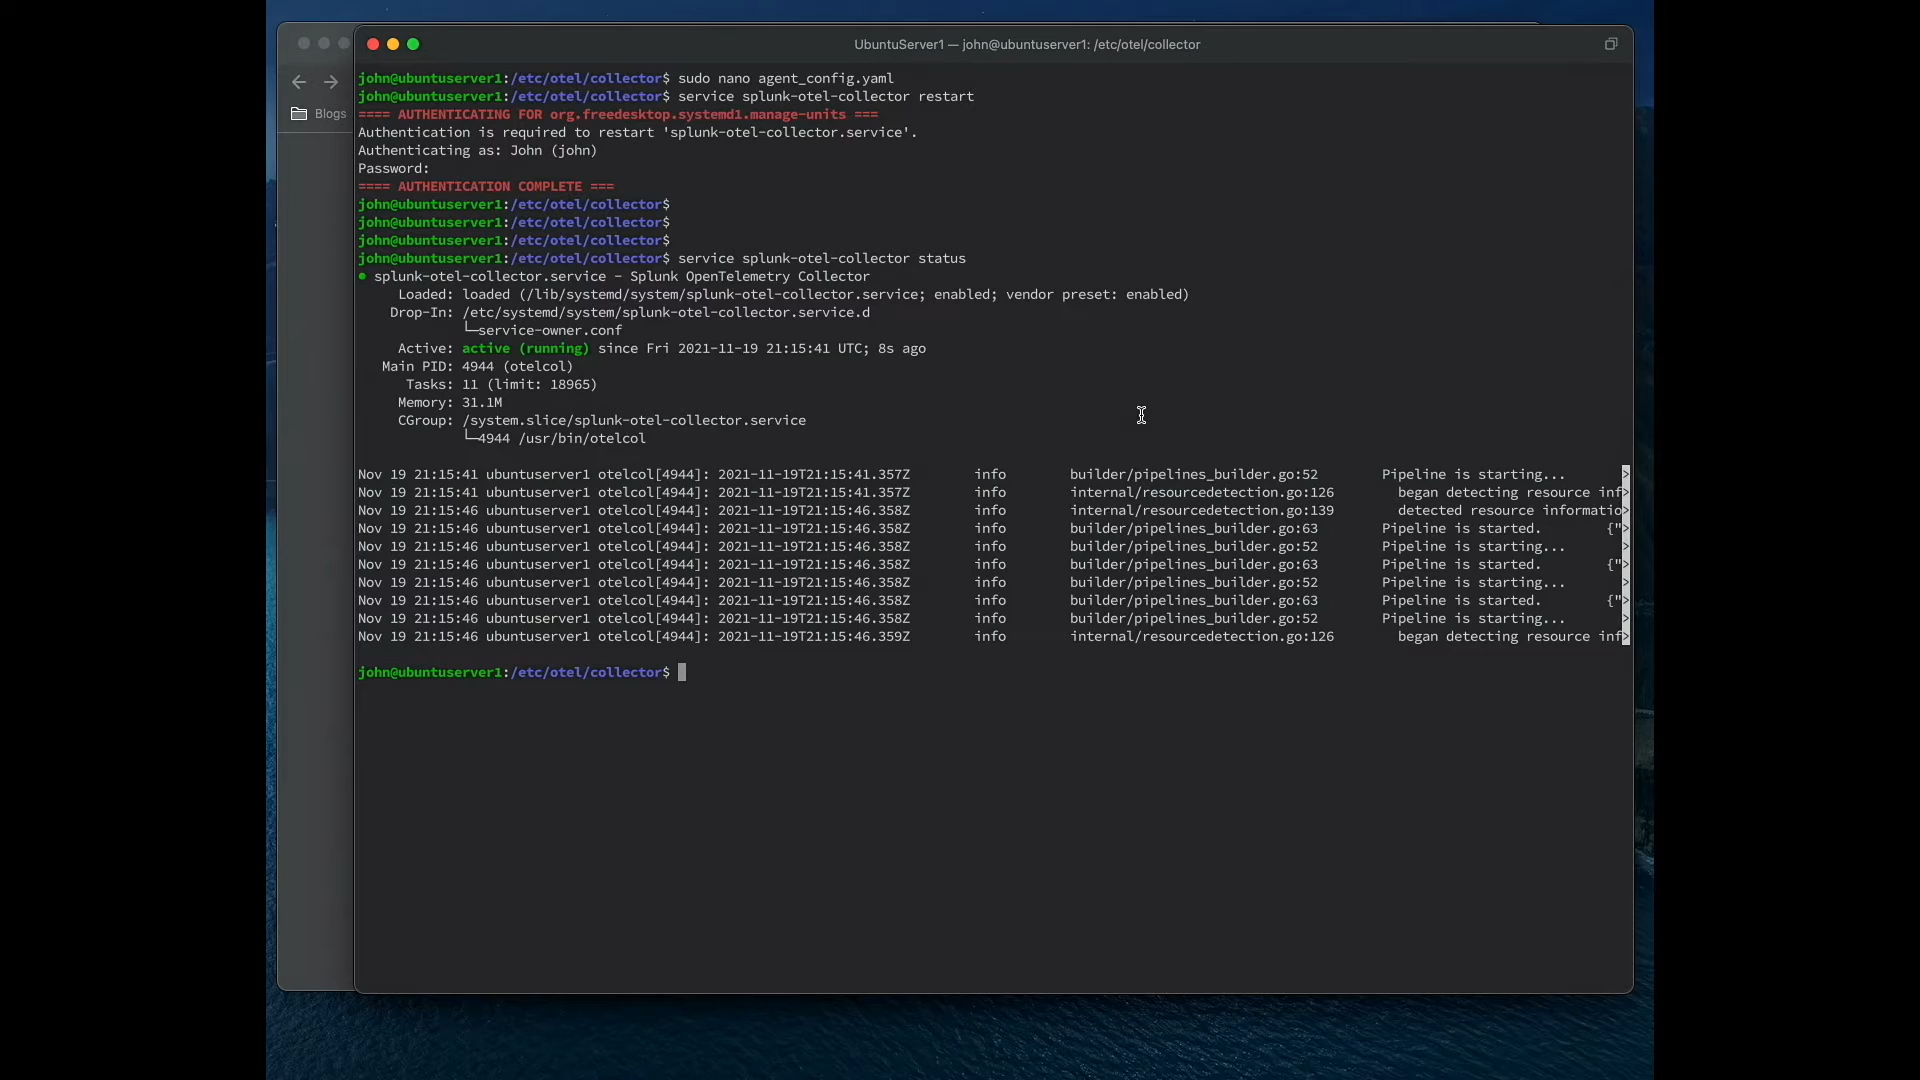 UbuntuServer1 — john@ubuntuserver1: /etc/otel/collector
Blogs
john@ubuntuserver1:/etc/otel/collector$ sudo nano agent_config.yaml
john@ubuntuserver1:/etc/otel/collector$ service splunk-otel-collector restart
==== AUTHENTICATING FOR org.freedesktop.systemd1.manage-units ===
Authentication is required to restart 'splunk-otel-collector.service'.
Authenticating as: John (john)
Password:
==== AUTHENTICATION COMPLETE ===
john@ubuntuserver1:/etc/otel/collector$
john@ubuntuserver1:/etc/otel/collector$
john@ubuntuserver1:/etc/otel/collector$
john@ubuntuserver1:/etc/otel/collector$ service splunk-otel-collector status
● splunk-otel-collector.service - Splunk OpenTelemetry Collector
Loaded: loaded (/lib/systemd/system/splunk-otel-collector.service; enabled; vendor preset: enabled)
Drop-In: /etc/systemd/system/splunk-otel-collector.service.d
└─service-owner.conf
Active: active (running) since Fri 2021-11-19 21:15:41 UTC; 8s ago
Main PID: 4944 (otelcol)
Tasks: 11 (limit: 18965)
Memory: 31.1M
CGroup: /system.slice/splunk-otel-collector.service
└─4944 /usr/bin/otelcol
Nov 19 21:15:41 ubuntuserver1 otelcol[4944]: 2021-11-19T21:15:41.357Z info builder/pipelines_builder.go:52 Pipeline is starting... >
Nov 19 21:15:41 ubuntuserver1 otelcol[4944]: 2021-11-19T21:15:41.357Z info internal/resourcedetection.go:126 began detecting resource inf>
Nov 19 21:15:46 ubuntuserver1 otelcol[4944]: 2021-11-19T21:15:46.358Z info internal/resourcedetection.go:139 detected resource informatio>
Nov 19 21:15:46 ubuntuserver1 otelcol[4944]: 2021-11-19T21:15:46.358Z info builder/pipelines_builder.go:63 Pipeline is started. {">
Nov 19 21:15:46 ubuntuserver1 otelcol[4944]: 2021-11-19T21:15:46.358Z info builder/pipelines_builder.go:52 Pipeline is starting... >
Nov 19 21:15:46 ubuntuserver1 otelcol[4944]: 2021-11-19T21:15:46.358Z info builder/pipelines_builder.go:63 Pipeline is started. {">
Nov 19 21:15:46 ubuntuserver1 otelcol[4944]: 2021-11-19T21:15:46.358Z info builder/pipelines_builder.go:52 Pipeline is starting... >
Nov 19 21:15:46 ubuntuserver1 otelcol[4944]: 2021-11-19T21:15:46.358Z info builder/pipelines_builder.go:63 Pipeline is started. {">
Nov 19 21:15:46 ubuntuserver1 otelcol[4944]: 2021-11-19T21:15:46.358Z info builder/pipelines_builder.go:52 Pipeline is starting... >
Nov 19 21:15:46 ubuntuserver1 otelcol[4944]: 2021-11-19T21:15:46.359Z info internal/resourcedetection.go:126 began detecting resource inf>
john@ubuntuserver1:/etc/otel/collector$